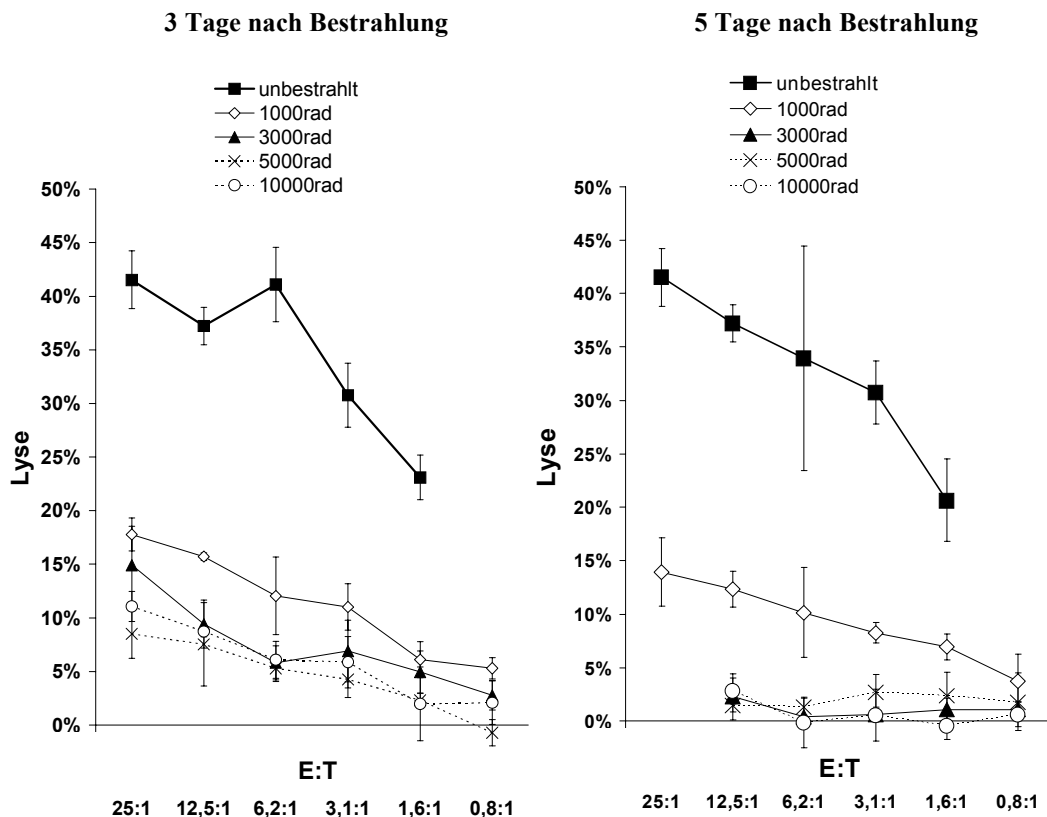 3 Tage nach Bestrahlung
unbestrahlt
1000rad
3000rad
5000rad
10000rad
50%
45%
40%
35%
30%
25%
20%
15%
10%
5%
0%
Lyse
E:T
25:1 12,5:1 6,2:1 3,1:1 1,6:1 0,8:1
5 Tage nach Bestrahlung
unbestrahlt
1000rad
3000rad
5000rad
10000rad
50%
45%
40%
35%
30%
25%
20%
15%
10%
5%
0%
Lyse
E:T
25:1 12,5:1 6,2:1 3,1:1 1,6:1 0,8:1